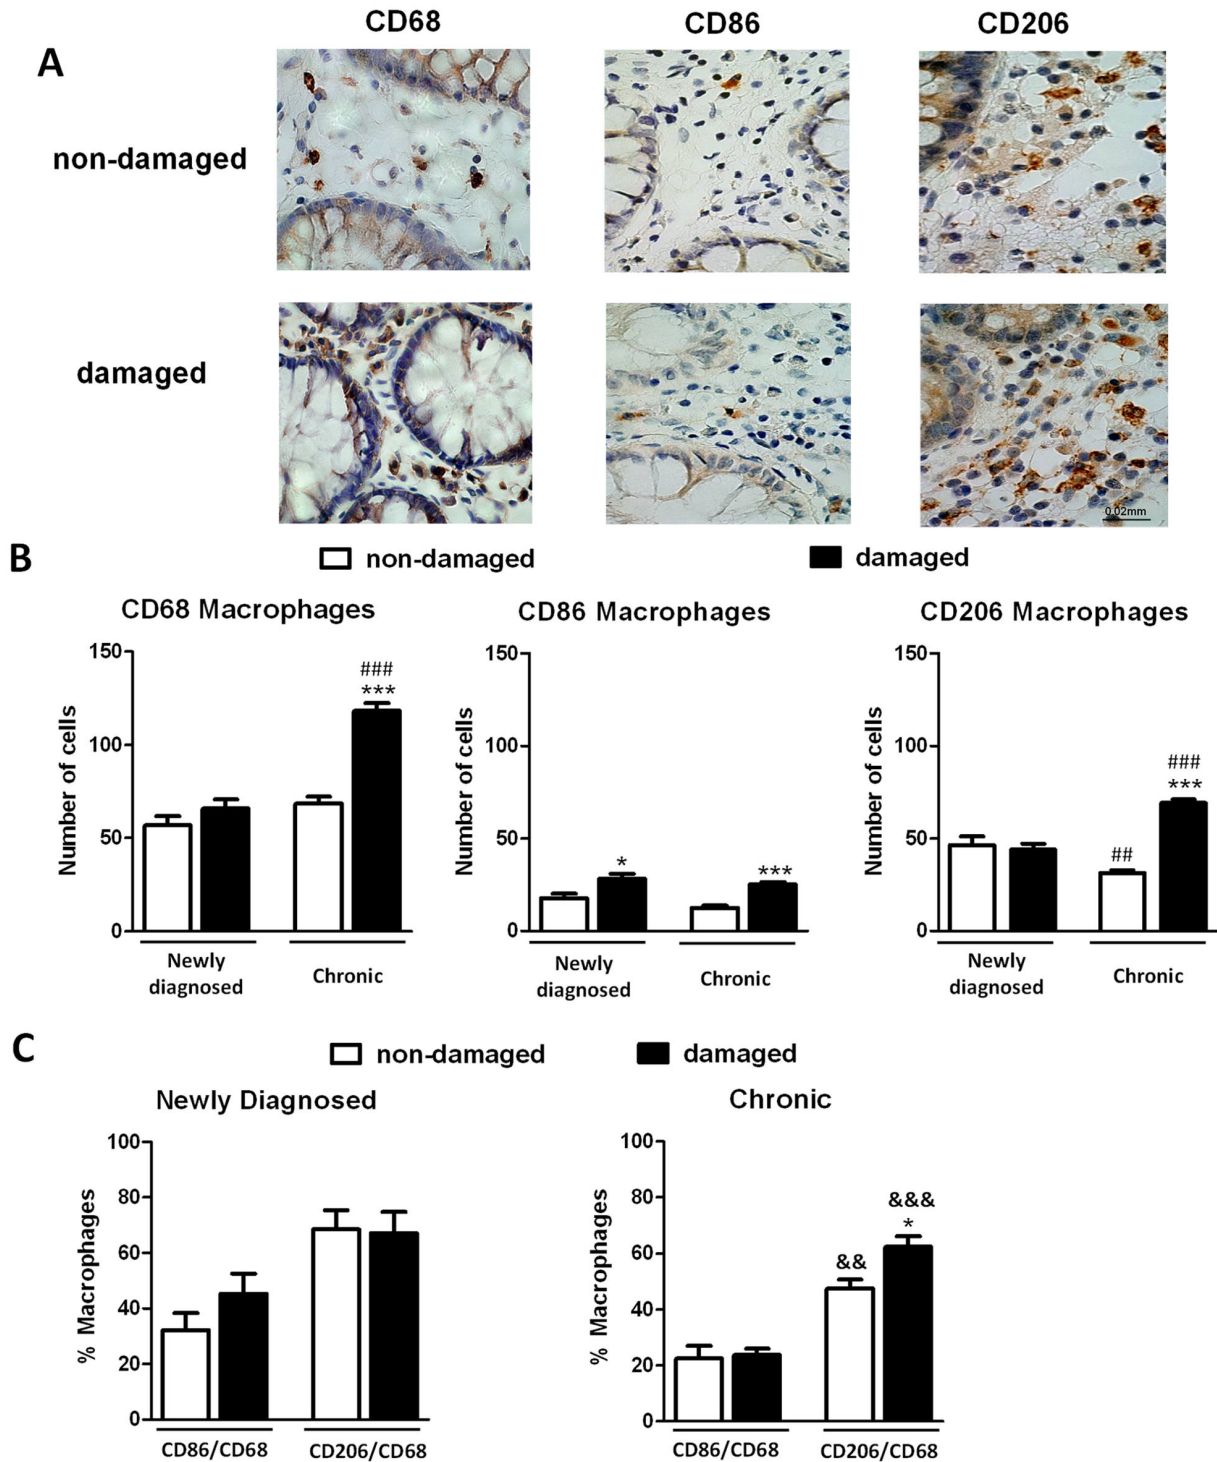 CD68 CD86 CD206
A
non-damaged
damaged
0.02mm
B
non-damaged damaged
CD68 Macrophages CD86 Macrophages CD206 Macrophages
Number of cells
150
100
50
0
###
***
Newly
diagnosed
Chronic
Number of cells
150
100
50
0
*
***
Newly
diagnosed
Chronic
Number of cells
150
100
50
0
##
###
***
Newly
diagnosed
Chronic
C
non-damaged damaged
Newly Diagnosed
% Macrophages
100
80
60
40
20
0
CD86/CD68 CD206/CD68
Chronic
% Macrophages
100
80
60
40
20
0
&&
&&&
*
CD86/CD68 CD206/CD68